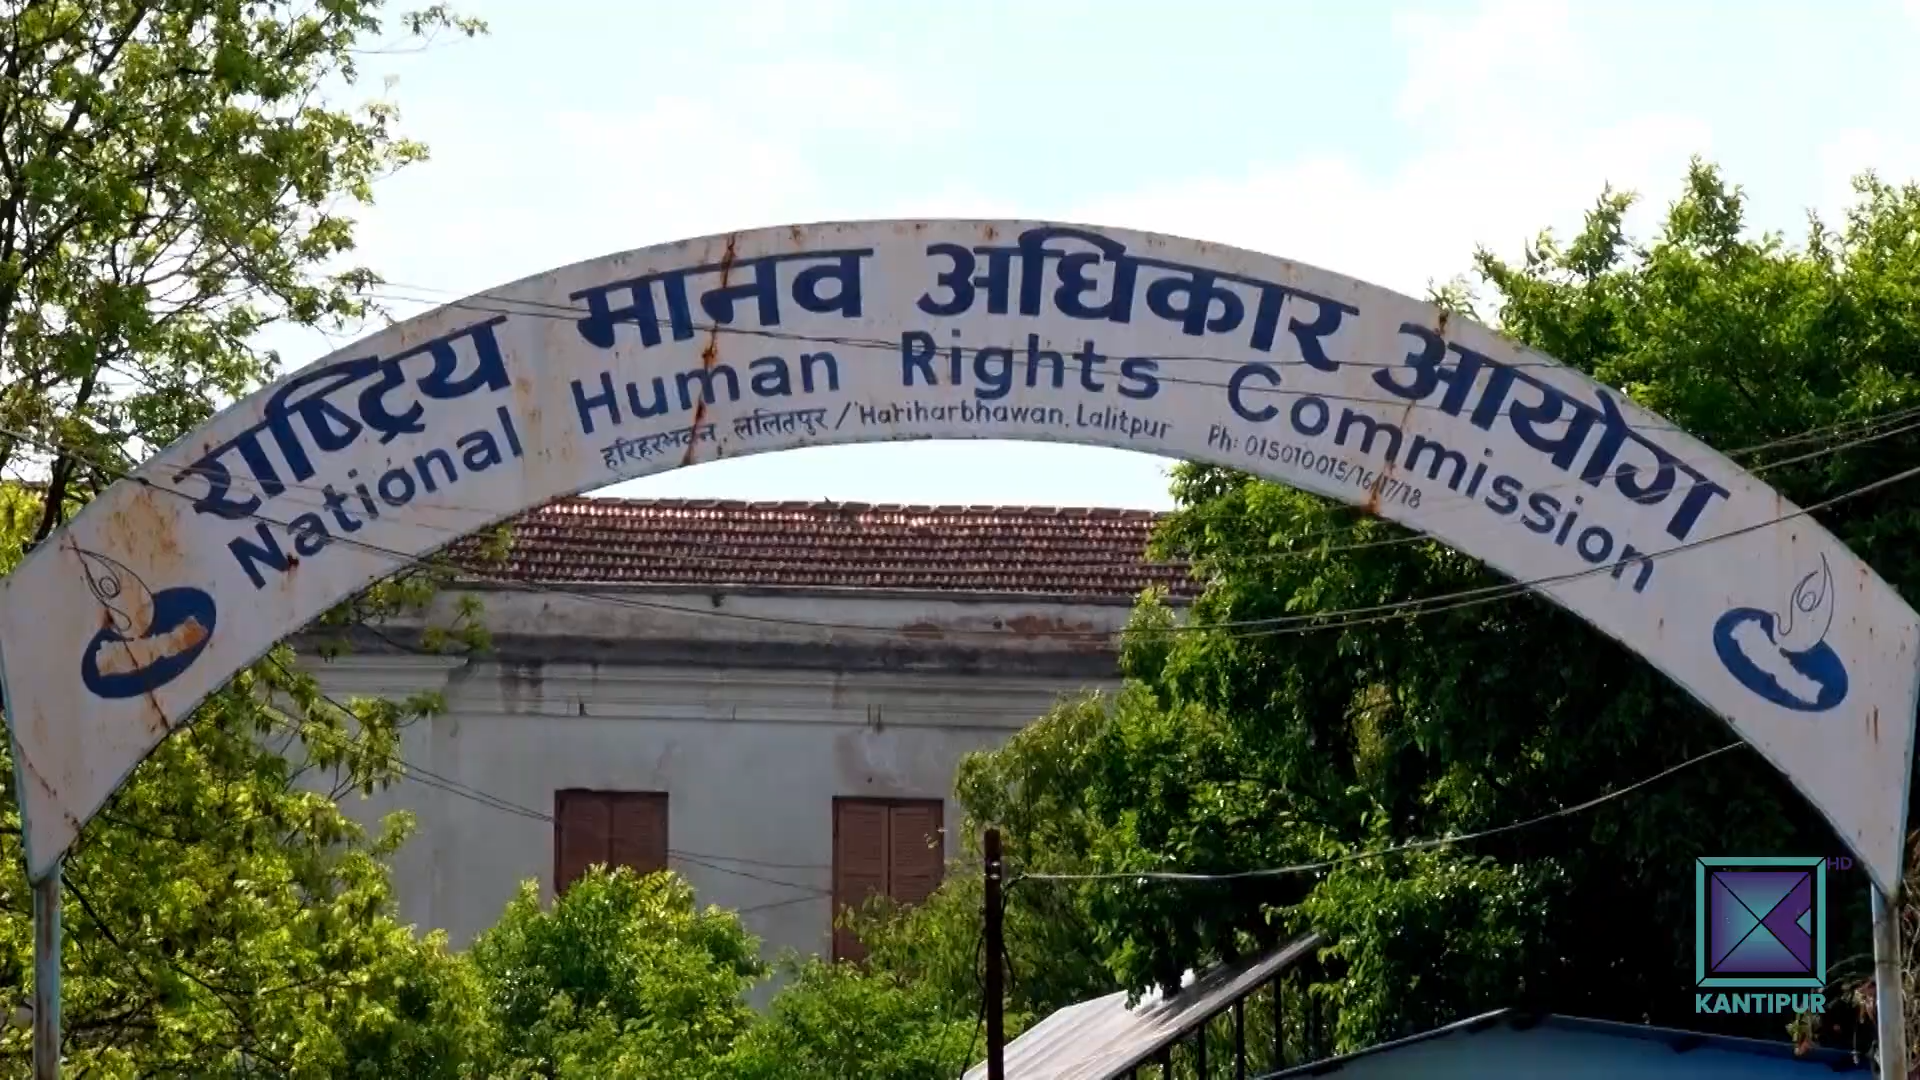 राष्ट्रिय मानव अधिकार आयोग
National Human Rights Commission
हरिहरभवन, ललितपुर / Hariharbhawan, Lalitpur Ph: 015010015/16/17/18
HD
KANTIPUR